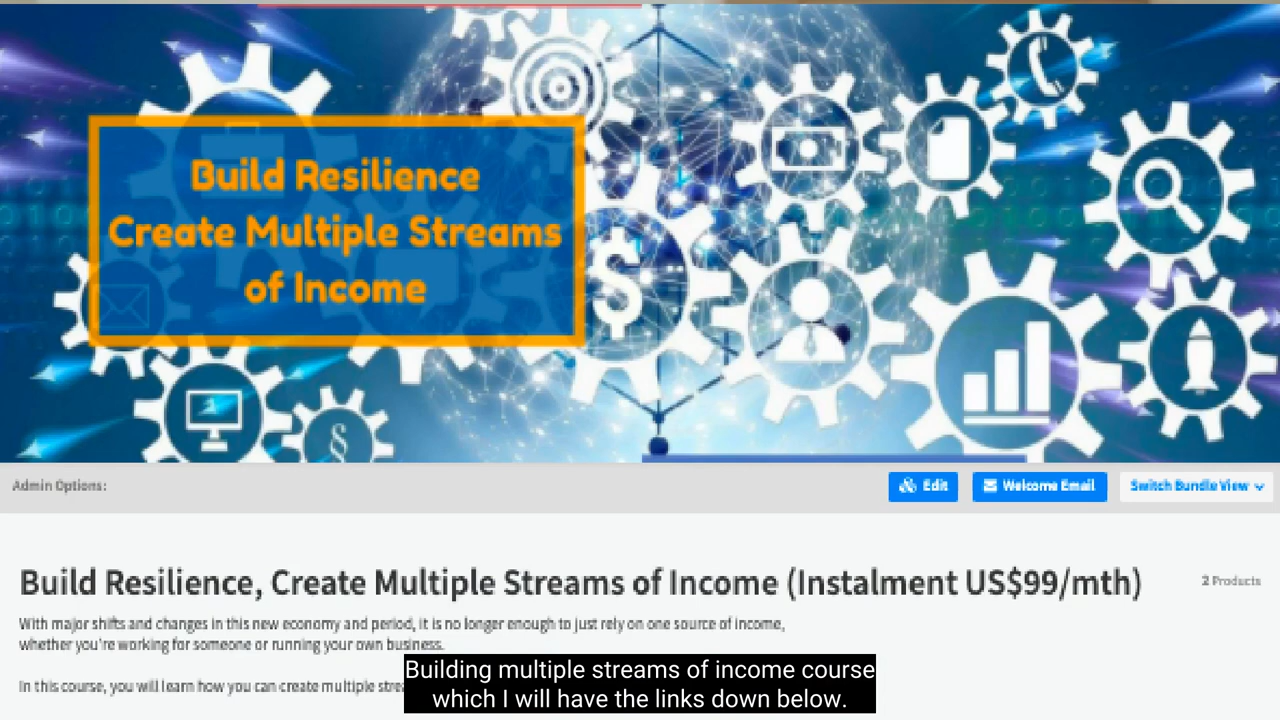 Build Resilience
Create Multiple Streams
of Income
Admin Options:
Edit
Welcome Email
Switch Bundle View
Build Resilience, Create Multiple Streams of Income (Instalment US$99/mth)
2 Products
With major shifts and changes in this new economy and period, it is no longer enough to just rely on one source of income,
whether you're working for someone or running your own business.
In this course, you will learn how you can create multiple
Building multiple streams of income course
which I will have the links down below.